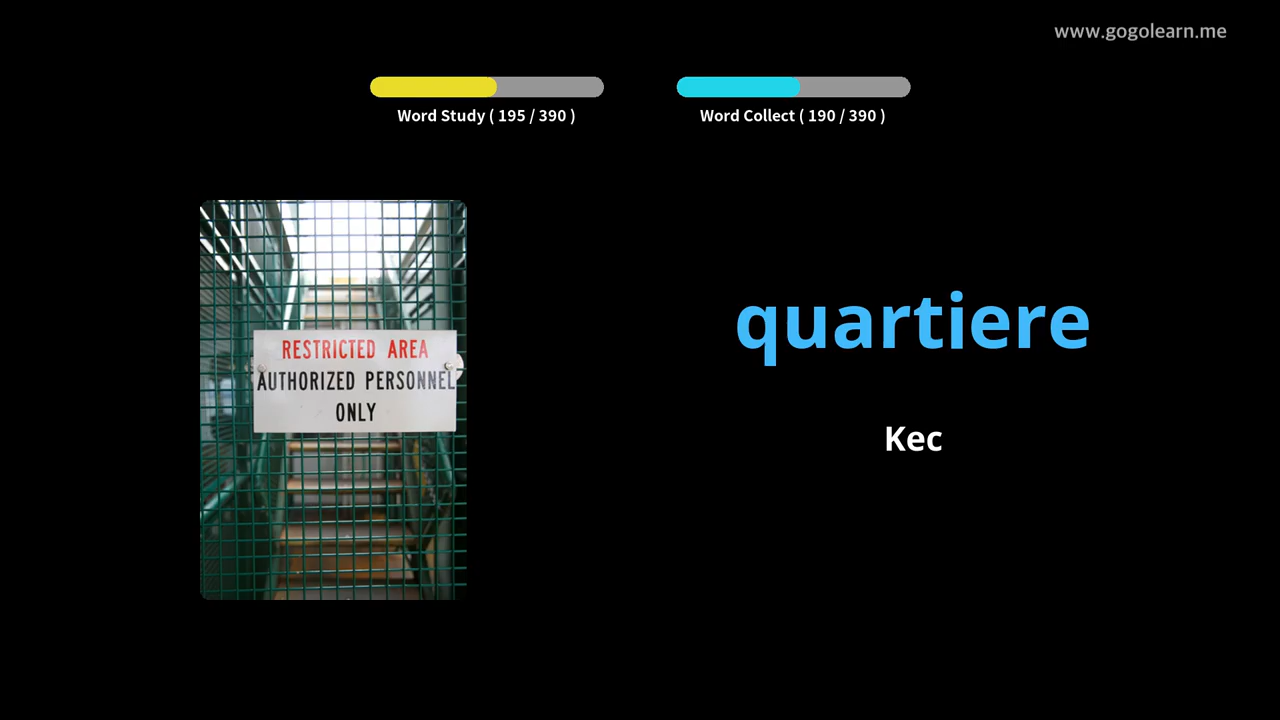 www.gogolearn.me
Word Study ( 195 / 390 )
Word Collect ( 190 / 390 )
RESTRICTED AREA
AUTHORIZED PERSONNEL
ONLY
quartiere
Kec